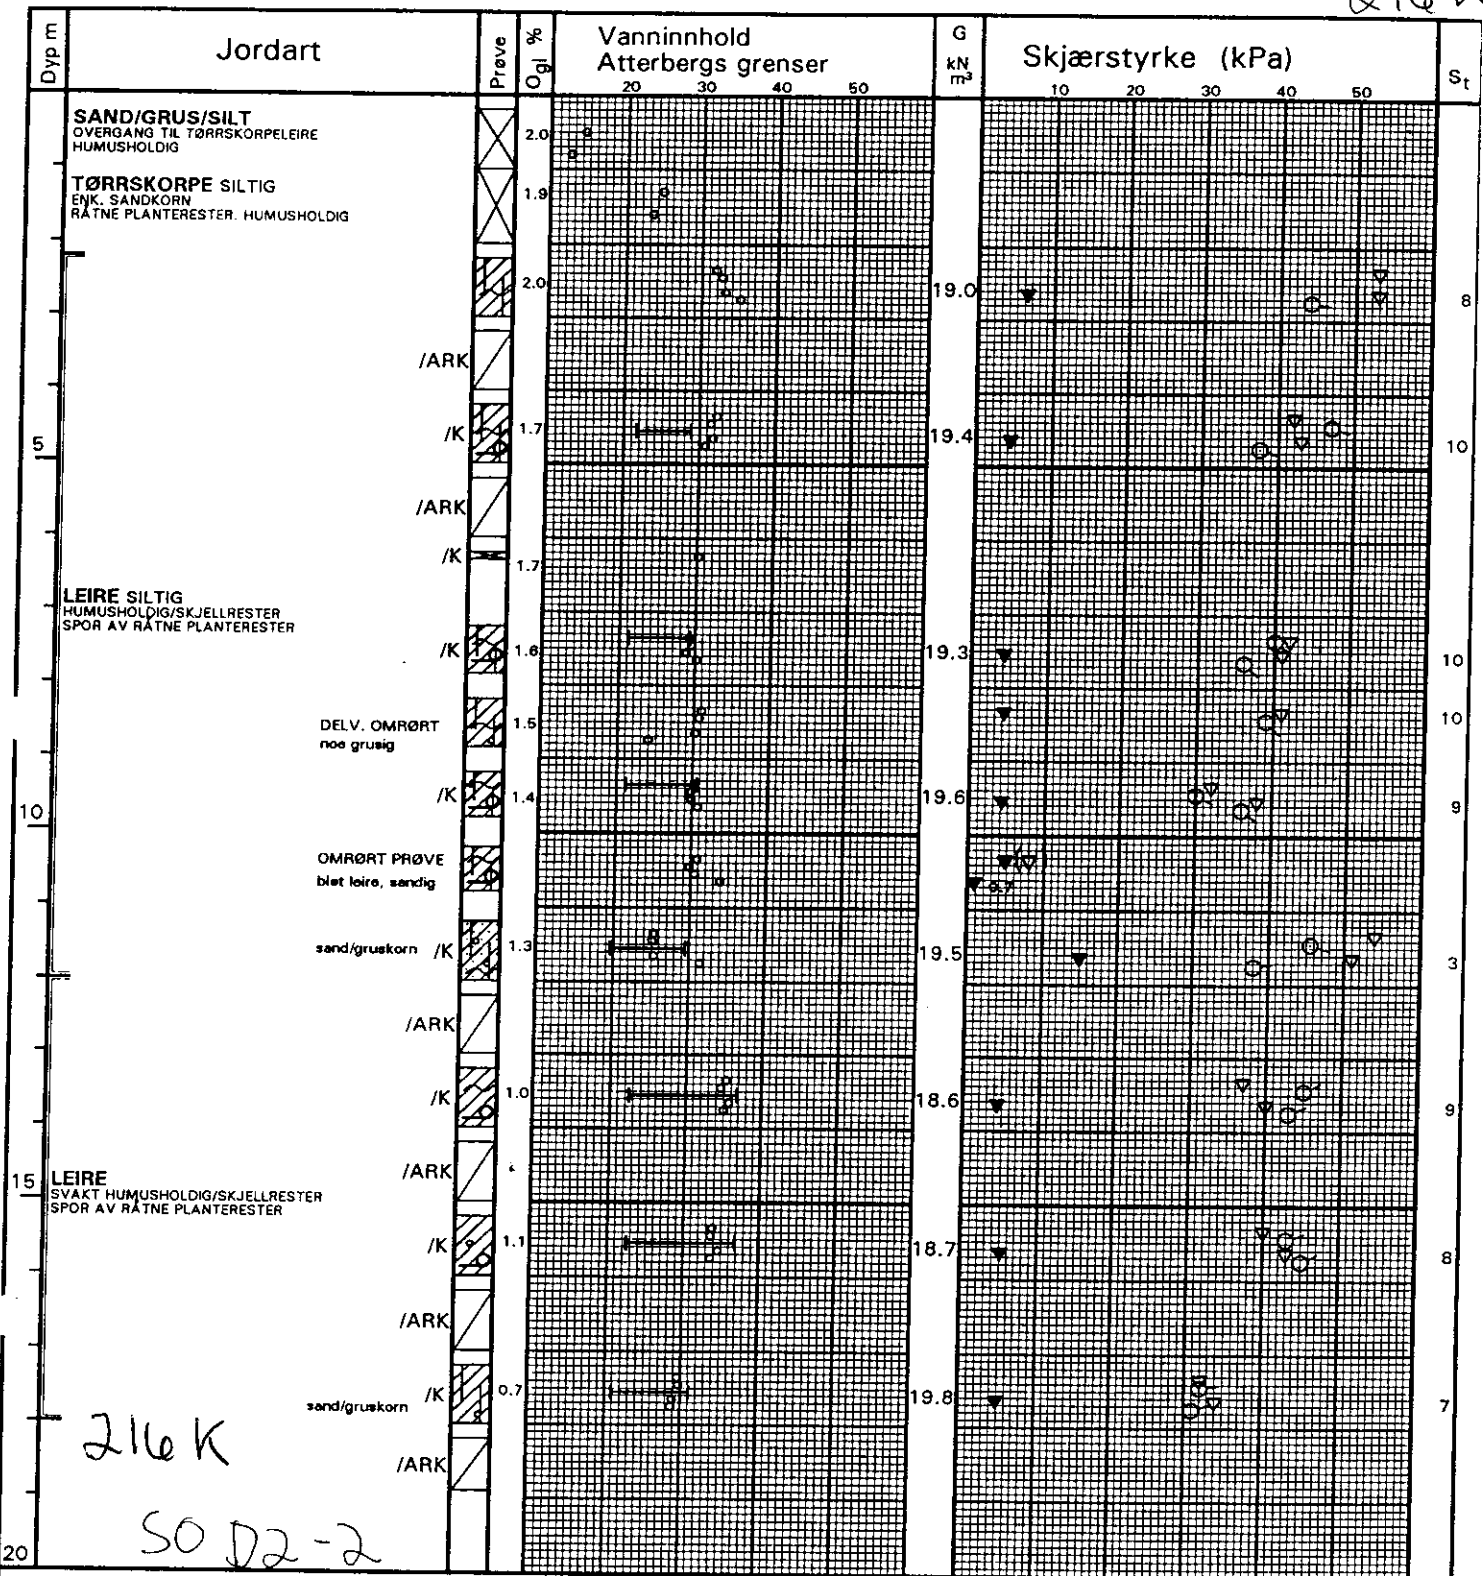 Dyp m
Jordart
Prøve
Ogl %
Vanninnhold
Atterbergs grenser
20 30 40 50
G
kN
m³
Skjærstyrke (kPa)
10 20 30 40 50
St
SAND/GRUS/SILT
OVERGANG TIL TØRRSKORPELEIRE
HUMUSHOLDIG
2.0
TØRRSKORPE SILTIG
ENK. SANDKORN
RÅTNE PLANTERESTER. HUMUSHOLDIG
1.9
2.0 19.0 8
/ARK
/K 1.7 19.4 10
5
/ARK
/K 1.7
LEIRE SILTIG
HUMUSHOLDIG/SKJELLRESTER
SPOR AV RÅTNE PLANTERESTER
/K 1.6 19.3 10
DELV. OMRØRT 1.5 10
noe grusig
/K 1.4 19.6 9
10
OMRØRT PRØVE
bløt leire, sandig
0.7
sand/gruskorn /K 1.3 19.5 3
/ARK
/K 1.0 18.6 9
/ARK
15
LEIRE
SVAKT HUMUSHOLDIG/SKJELLRESTER
SPOR AV RÅTNE PLANTERESTER
/K 1.1 18.7 8
/ARK
/K 0.7 19.8 7
sand/gruskorn
216 K
/ARK
SO D2-2
20